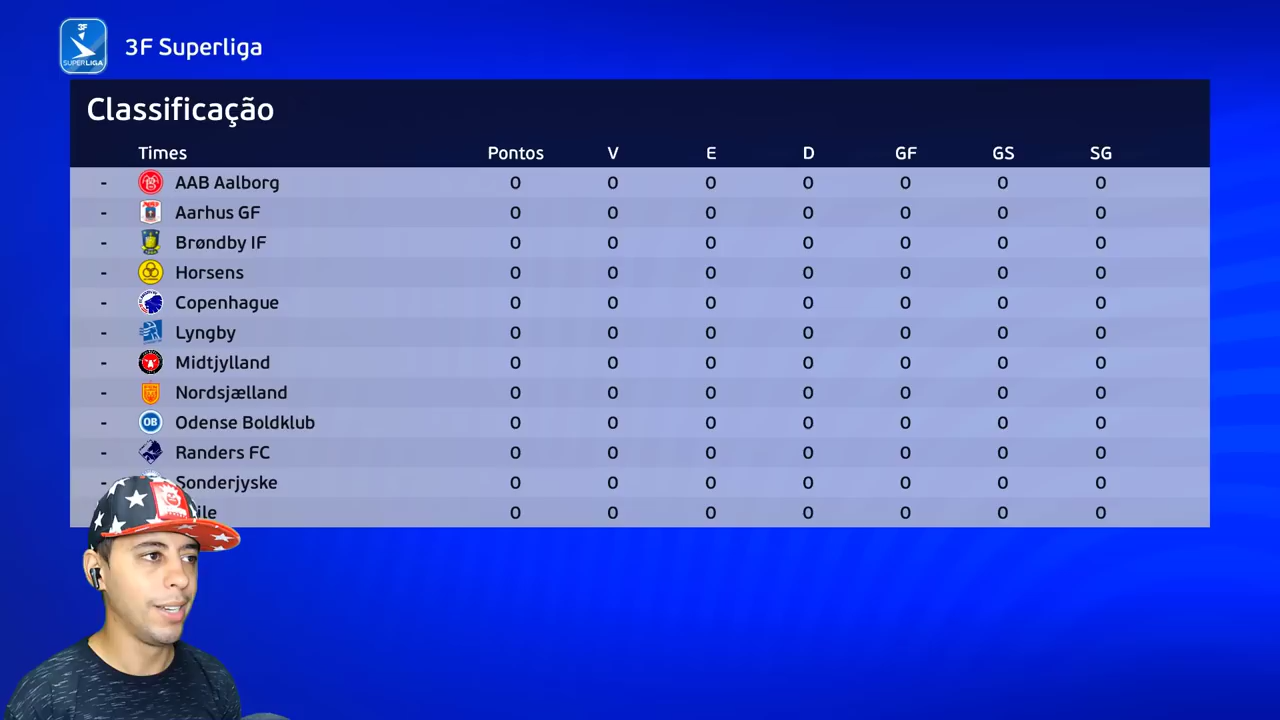 3F
SUPERLIGA
3F Superliga
Classificação
Times Pontos V E D GF GS SG
- AAB Aalborg 0 0 0 0 0 0 0
- Aarhus GF 0 0 0 0 0 0 0
- Brøndby IF 0 0 0 0 0 0 0
- Horsens 0 0 0 0 0 0 0
- Copenhague 0 0 0 0 0 0 0
- Lyngby 0 0 0 0 0 0 0
- Midtjylland 0 0 0 0 0 0 0
- Nordsjælland 0 0 0 0 0 0 0
- OB Odense Boldklub 0 0 0 0 0 0 0
- Randers FC 0 0 0 0 0 0 0
- Sonderjyske 0 0 0 0 0 0 0
ile 0 0 0 0 0 0 0